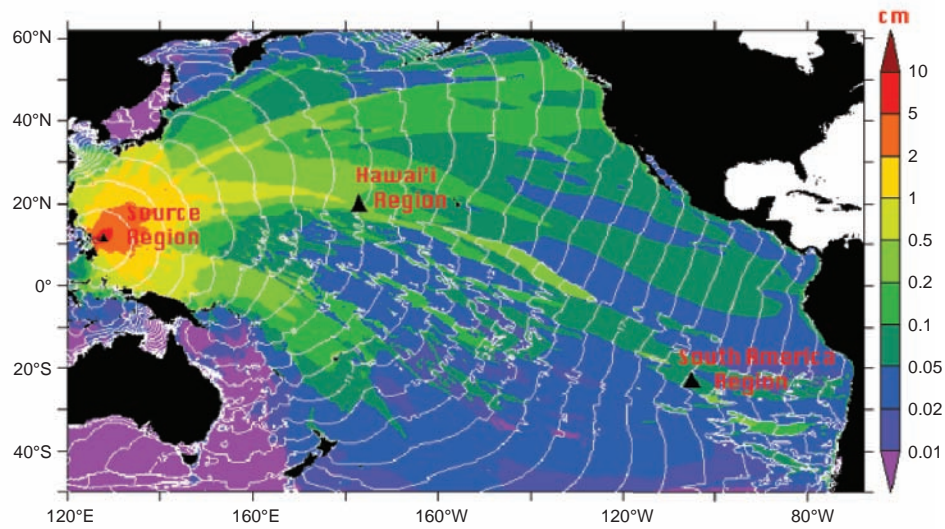 cm
60°N
40°N
20°N
0°
20°S
40°S
120°E
160°E
160°W
120°W
80°W
Hawai'i
Region
Source
Region
South America
Region
10
5
2
1
0.5
0.2
0.1
0.05
0.02
0.01